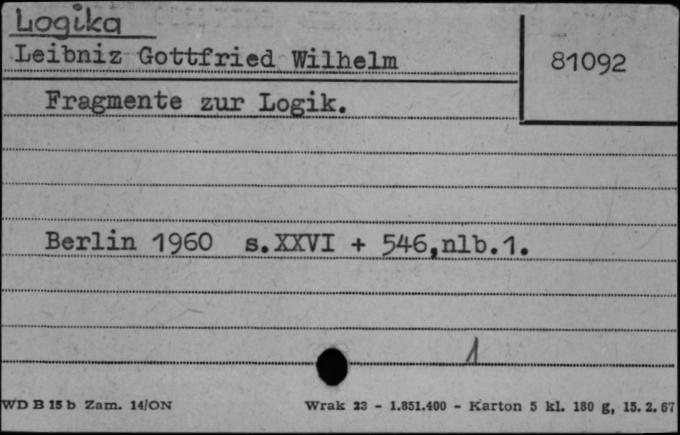 Logika
Leibniz Gottfried Wilhelm
81092
Fragmente zur Logik.
Berlin 1960 s.XXVI + 546,nlb.1.
1
WD B 15 b Zam. 14/ON
Wrak 23 - 1.851.400 - Karton 5 kl. 180 g, 15. 2. 67